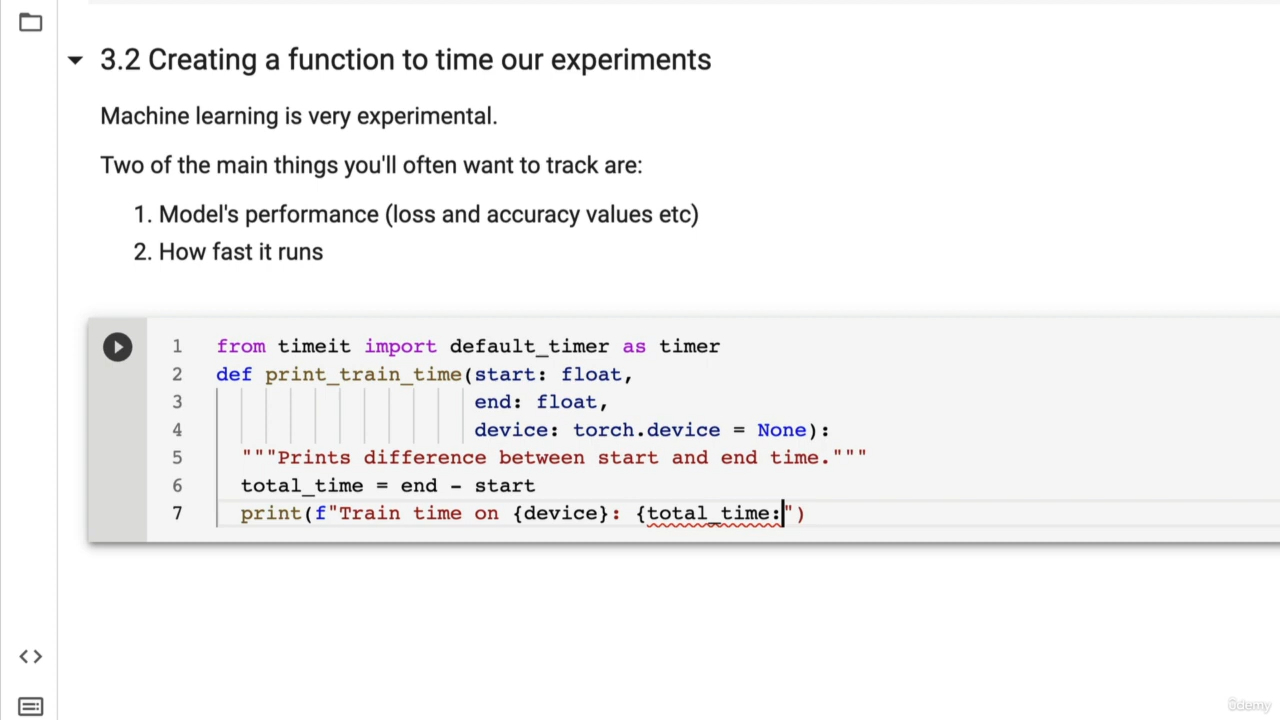 3.2 Creating a function to time our experiments
Machine learning is very experimental.
Two of the main things you'll often want to track are:
1. Model's performance (loss and accuracy values etc)
2. How fast it runs
1 from timeit import default_timer as timer
2 def print_train_time(start: float,
3 end: float,
4 device: torch.device = None):
5 """Prints difference between start and end time."""
6 total_time = end - start
7 print(f"Train time on {device}: {total_time:")
ûdemy